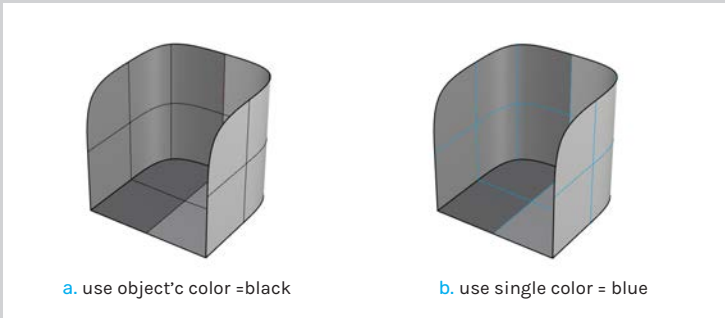 a. use object'c color =black
b. use single color = blue